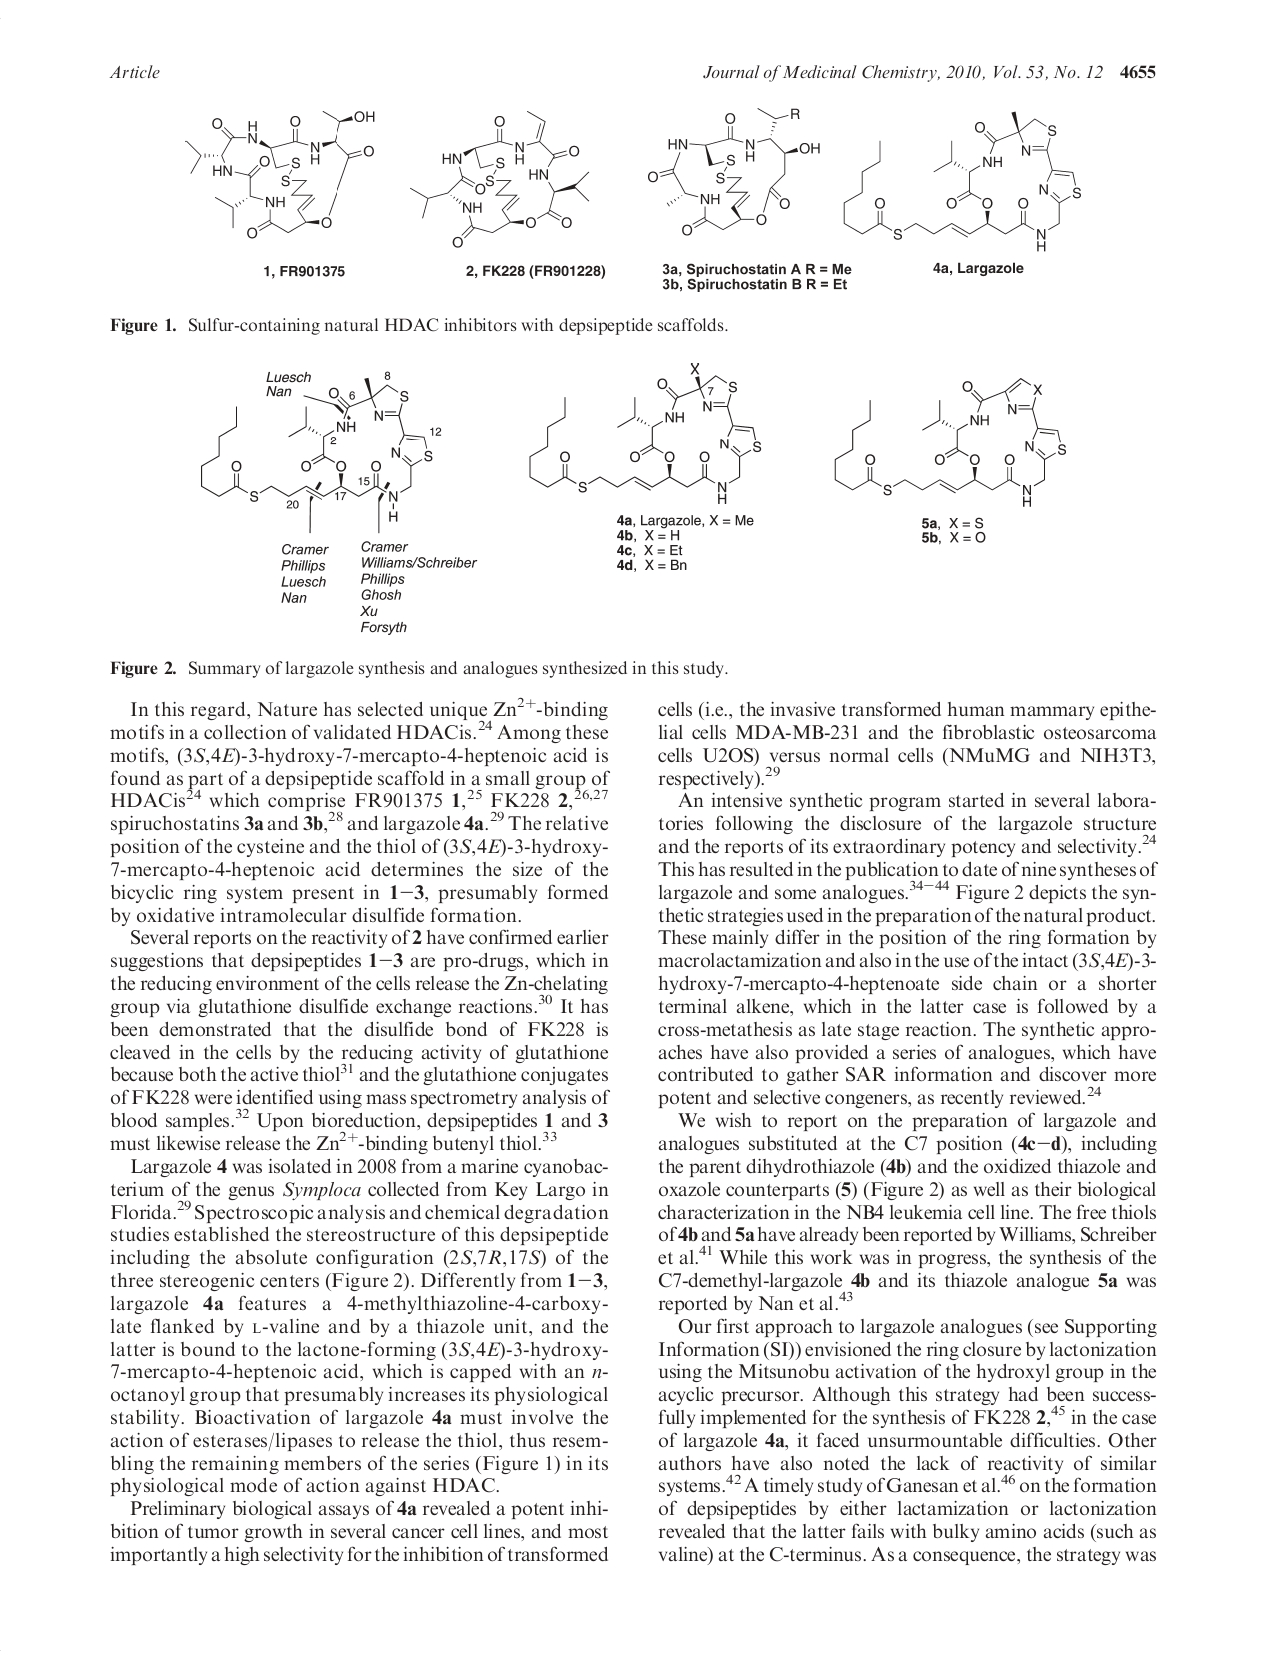 Article
Journal of Medicinal Chemistry, 2010, Vol. 53, No. 12 4655
1, FR901375
2, FK228 (FR901228)
3a, Spiruchostatin A R = Me
3b, Spiruchostatin B R = Et
4a, Largazole
Figure 1. Sulfur-containing natural HDAC inhibitors with depsipeptide scaffolds.
Luesch
Nan
Cramer
Phillips
Luesch
Nan
Cramer
Williams/Schreiber
Phillips
Ghosh
Xu
Forsyth
4a, Largazole, X = Me
4b, X = H
4c, X = Et
4d, X = Bn
5a, X = S
5b, X = O
Figure 2. Summary of largazole synthesis and analogues synthesized in this study.
In this regard, Nature has selected unique Zn2+-binding
motifs in a collection of validated HDACis.24 Among these
motifs, (3S,4E)-3-hydroxy-7-mercapto-4-heptenoic acid is
found as part of a depsipeptide scaffold in a small group of
HDACis24 which comprise FR901375 1,25 FK228 2,26,27
spiruchostatins 3a and 3b,28 and largazole 4a.29 The relative
position of the cysteine and the thiol of (3S,4E)-3-hydroxy-
7-mercapto-4-heptenoic acid determines the size of the
bicyclic ring system present in 1−3, presumably formed
by oxidative intramolecular disulfide formation.
Several reports on the reactivity of 2 have confirmed earlier
suggestions that depsipeptides 1−3 are pro-drugs, which in
the reducing environment of the cells release the Zn-chelating
group via glutathione disulfide exchange reactions.30 It has
been demonstrated that the disulfide bond of FK228 is
cleaved in the cells by the reducing activity of glutathione
because both the active thiol31 and the glutathione conjugates
of FK228 were identified using mass spectrometry analysis of
blood samples.32 Upon bioreduction, depsipeptides 1 and 3
must likewise release the Zn2+-binding butenyl thiol.33
Largazole 4 was isolated in 2008 from a marine cyanobac-
terium of the genus Symploca collected from Key Largo in
Florida.29 Spectroscopic analysis and chemical degradation
studies established the stereostructure of this depsipeptide
including the absolute configuration (2S,7R,17S) of the
three stereogenic centers (Figure 2). Differently from 1−3,
largazole 4a features a 4-methylthiazoline-4-carboxy-
late flanked by L-valine and by a thiazole unit, and the
latter is bound to the lactone-forming (3S,4E)-3-hydroxy-
7-mercapto-4-heptenoic acid, which is capped with an n-
octanoyl group that presumably increases its physiological
stability. Bioactivation of largazole 4a must involve the
action of esterases/lipases to release the thiol, thus resem-
bling the remaining members of the series (Figure 1) in its
physiological mode of action against HDAC.
Preliminary biological assays of 4a revealed a potent inhi-
bition of tumor growth in several cancer cell lines, and most
importantly a high selectivity for the inhibition of transformed
cells (i.e., the invasive transformed human mammary epithe-
lial cells MDA-MB-231 and the fibroblastic osteosarcoma
cells U2OS) versus normal cells (NMuMG and NIH3T3,
respectively).29
An intensive synthetic program started in several labora-
tories following the disclosure of the largazole structure
and the reports of its extraordinary potency and selectivity.24
This has resulted in the publication to date of nine syntheses of
largazole and some analogues.34−44 Figure 2 depicts the syn-
thetic strategies used in the preparation of the natural product.
These mainly differ in the position of the ring formation by
macrolactamization and also in the use of the intact (3S,4E)-3-
hydroxy-7-mercapto-4-heptenoate side chain or a shorter
terminal alkene, which in the latter case is followed by a
cross-metathesis as late stage reaction. The synthetic appro-
aches have also provided a series of analogues, which have
contributed to gather SAR information and discover more
potent and selective congeners, as recently reviewed.24
We wish to report on the preparation of largazole and
analogues substituted at the C7 position (4c−d), including
the parent dihydrothiazole (4b) and the oxidized thiazole and
oxazole counterparts (5) (Figure 2) as well as their biological
characterization in the NB4 leukemia cell line. The free thiols
of 4b and 5a have already been reported by Williams, Schreiber
et al.41 While this work was in progress, the synthesis of the
C7-demethyl-largazole 4b and its thiazole analogue 5a was
reported by Nan et al.43
Our first approach to largazole analogues (see Supporting
Information (SI)) envisioned the ring closure by lactonization
using the Mitsunobu activation of the hydroxyl group in the
acyclic precursor. Although this strategy had been success-
fully implemented for the synthesis of FK228 2,45 in the case
of largazole 4a, it faced unsurmountable difficulties. Other
authors have also noted the lack of reactivity of similar
systems.42 A timely study of Ganesan et al.46 on the formation
of depsipeptides by either lactamization or lactonization
revealed that the latter fails with bulky amino acids (such as
valine) at the C-terminus. As a consequence, the strategy was